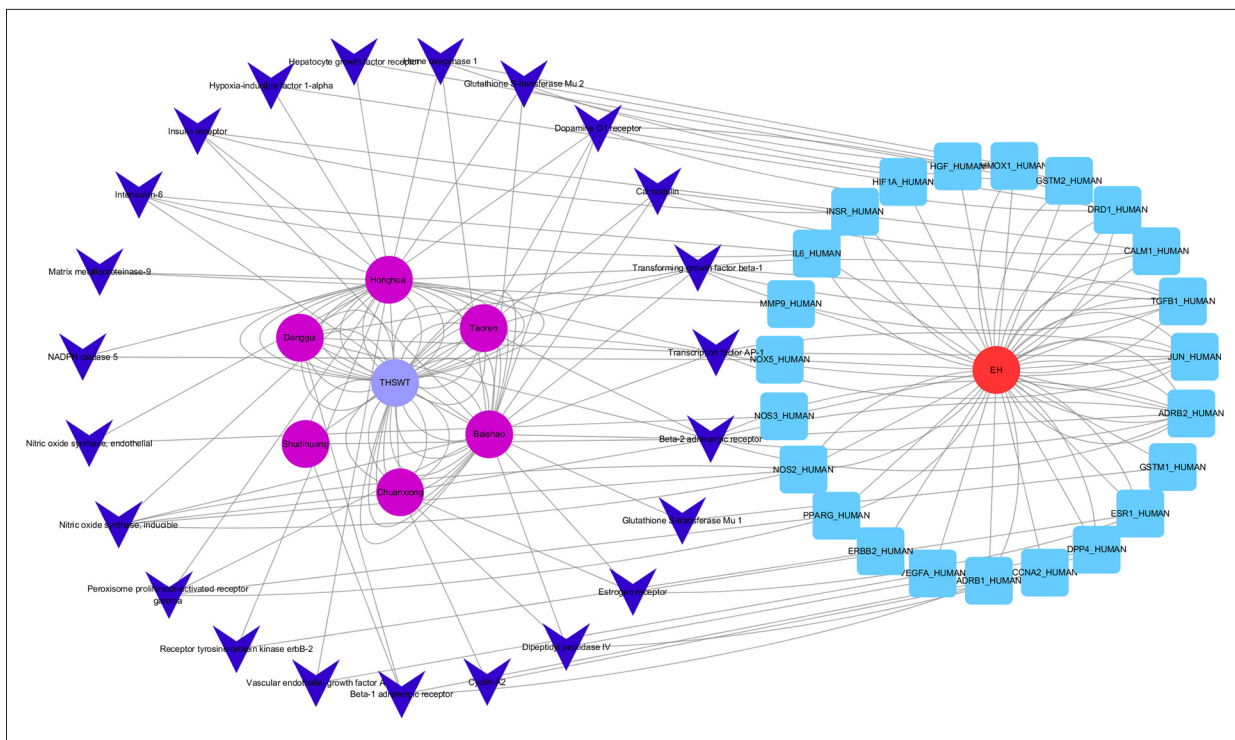 Hepatocyte growth factor receptor
Heme oxygenase 1
Hypoxia-inducible factor 1-alpha
Glutathione S-transferase Mu 2
Insulin receptor
Dopamine D1 receptor
Interleukin-6
Calmodulin
Matrix metalloproteinase-9
Transforming growth factor beta-1
NADPH oxidase 5
Transcription factor AP-1
Nitric oxide synthase, endothelial
Beta-2 adrenergic receptor
Nitric oxide synthase, inducible
Glutathione S-transferase Mu 1
Peroxisome proliferator-activated receptor
gamma
Estrogen receptor
Receptor tyrosine-protein kinase erbB-2
Dipeptidyl peptidase IV
Vascular endothelial growth factor A
Beta-1 adrenergic receptor
Cyclin-A2
Honghua
Danggui
Taoren
THSWT
Shudihuang
Baishao
Chuanxiong
HGF_HUMAN
HMOX1_HUMAN
HIF1A_HUMAN
GSTM2_HUMAN
INSR_HUMAN
DRD1_HUMAN
IL6_HUMAN
CALM1_HUMAN
MMP9_HUMAN
TGFB1_HUMAN
NOX5_HUMAN
JUN_HUMAN
EH
NOS3_HUMAN
ADRB2_HUMAN
NOS2_HUMAN
GSTM1_HUMAN
PPARG_HUMAN
ESR1_HUMAN
ERBB2_HUMAN
DPP4_HUMAN
VEGFA_HUMAN
ADRB1_HUMAN
CCNA2_HUMAN